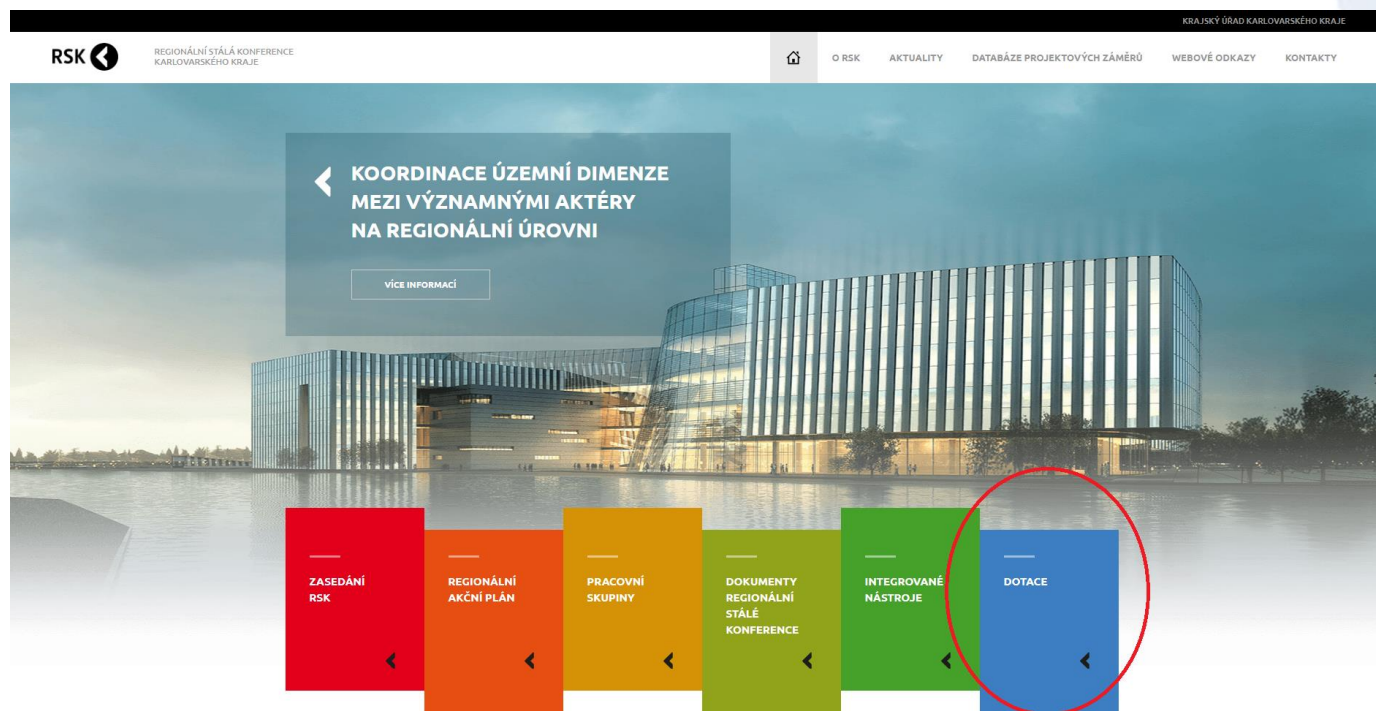 KRAJSKÝ ÚŘAD KARLOVARSKÉHO KRAJE
RSK
REGIONÁLNÍ STÁLÁ KONFERENCE
KARLOVARSKÉHO KRAJE
O RSK
AKTUALITY
DATABÁZE PROJEKTOVÝCH ZÁMĚRŮ
WEBOVÉ ODKAZY
KONTAKTY
KOORDINACE ÚZEMNÍ DIMENZE
MEZI VÝZNAMNÝMI AKTÉRY
NA REGIONÁLNÍ ÚROVNI
VÍCE INFORMACÍ
ZASEDÁNÍ
RSK
REGIONÁLNÍ
AKČNÍ PLÁN
PRACOVNÍ
SKUPINY
DOKUMENTY
REGIONÁLNÍ
STÁLÉ
KONFERENCE
INTEGROVANÉ
NÁSTROJE
DOTACE